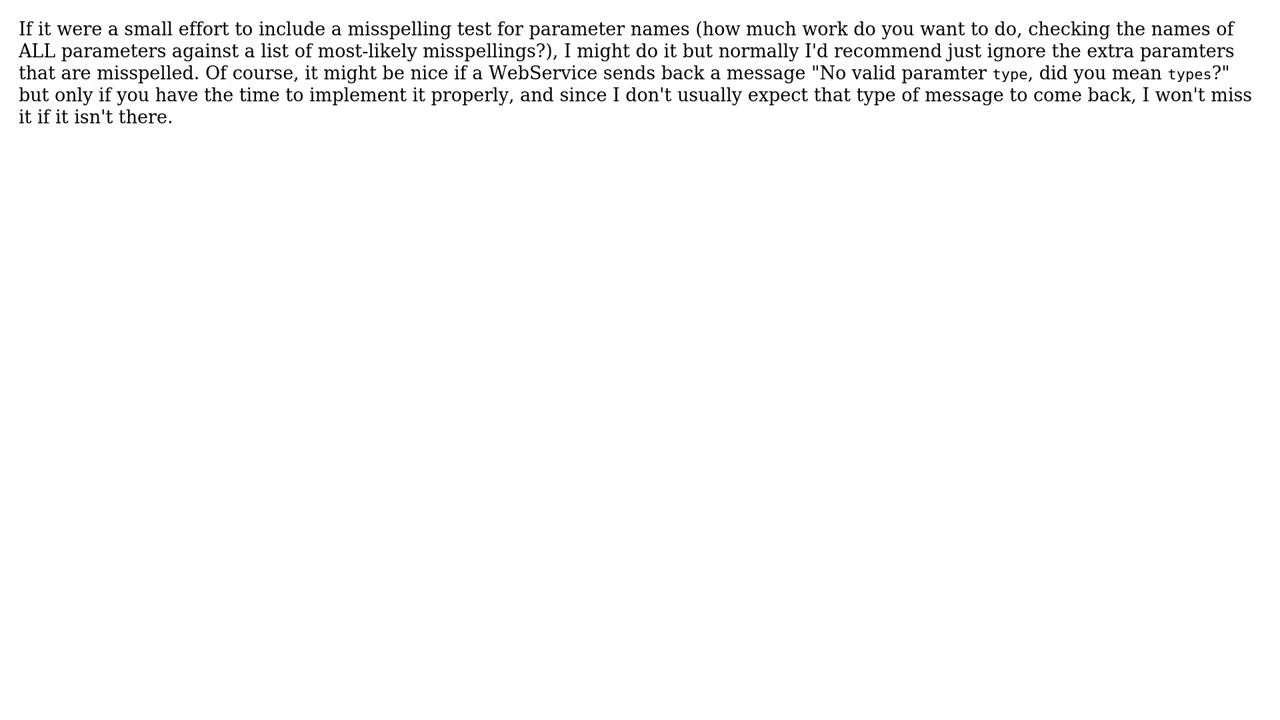 If it were a small effort to include a misspelling test for parameter names (how much work do you want to do, checking the names of
ALL parameters against a list of most-likely misspellings?), I might do it but normally I'd recommend just ignore the extra paramters
that are misspelled. Of course, it might be nice if a WebService sends back a message "No valid paramter type, did you mean types?"
but only if you have the time to implement it properly, and since I don't usually expect that type of message to come back, I won't miss
it if it isn't there.